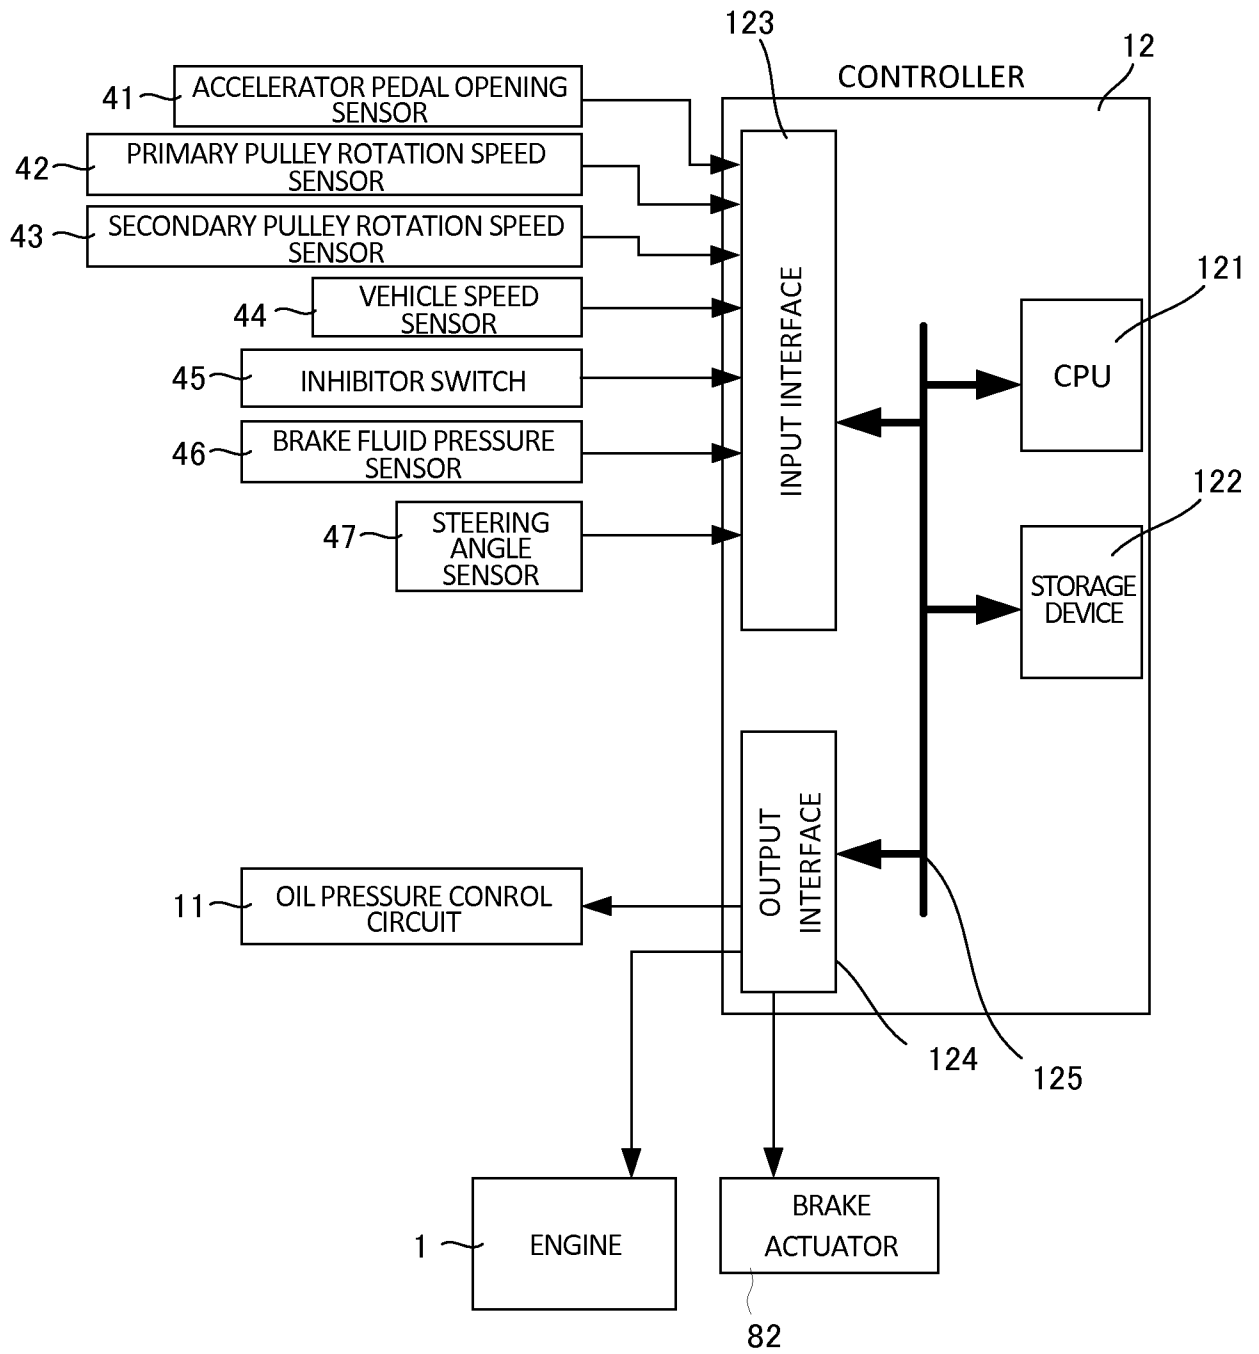 123
12
CONTROLLER
41
ACCELERATOR PEDAL OPENING
SENSOR
42
PRIMARY PULLEY ROTATION SPEED
SENSOR
43
SECONDARY PULLEY ROTATION SPEED
SENSOR
44
VEHICLE SPEED
SENSOR
45
INHIBITOR SWITCH
46
BRAKE FLUID PRESSURE
SENSOR
47
STEERING
ANGLE
SENSOR
INPUT INTERFACE
121
CPU
122
STORAGE
DEVICE
OUTPUT
INTERFACE
11
OIL PRESSURE CONROL
CIRCUIT
124
125
1
ENGINE
BRAKE
ACTUATOR
82